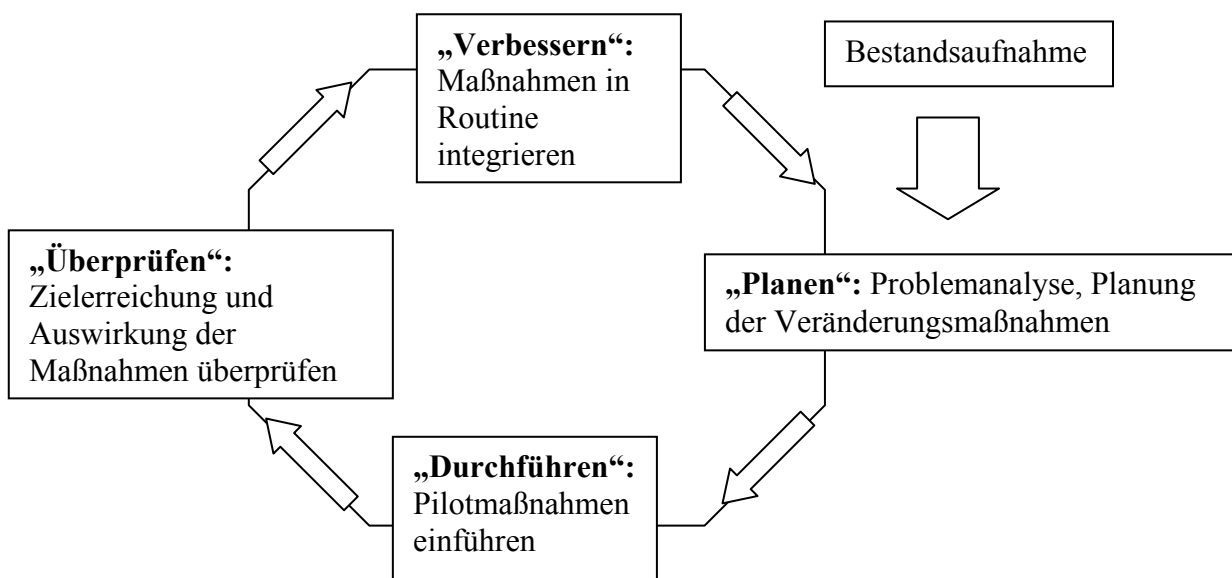 „Verbessern“:
Maßnahmen in
Routine
integrieren
Bestandsaufnahme
„Planen“: Problemanalyse, Planung
der Veränderungsmaßnahmen
„Durchführen“:
Pilotmaßnahmen
einführen
„Überprüfen“:
Zielerreichung und
Auswirkung der
Maßnahmen überprüfen